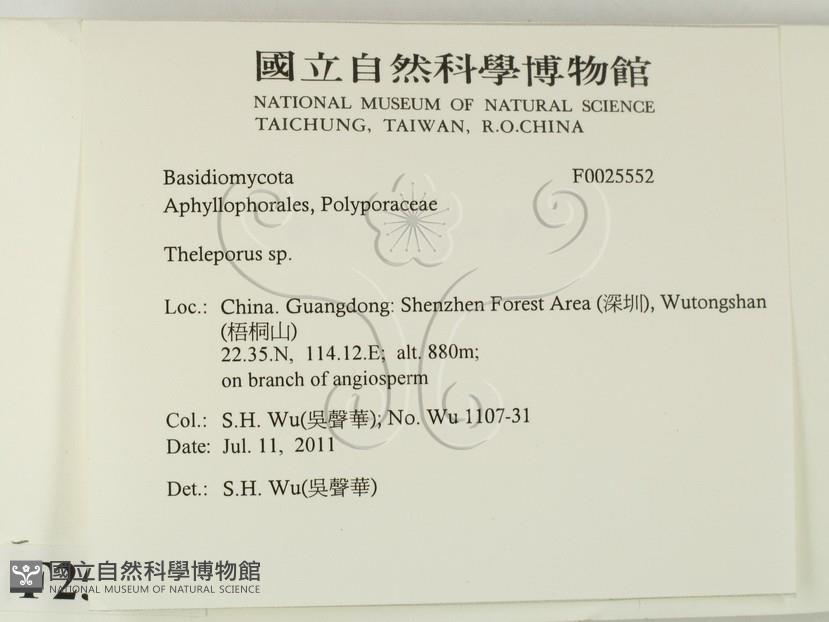 國立自然科學博物館
NATIONAL MUSEUM OF NATURAL SCIENCE
TAICHUNG, TAIWAN, R.O.CHINA
Basidiomycota F0025552
Aphyllophorales, Polyporaceae
Theleporus sp.
Loc.: China. Guangdong: Shenzhen Forest Area (深圳), Wutongshan
(梧桐山)
22.35.N, 114.12.E; alt. 880m;
on branch of angiosperm
Col.: S.H. Wu(吳聲華); No. Wu 1107-31
Date: Jul. 11, 2011
Det.: S.H. Wu(吳聲華)
國立自然科學博物館
NATIONAL MUSEUM OF NATURAL SCIENCE